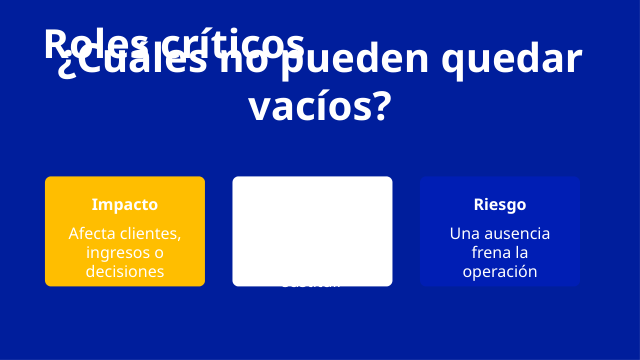 Roles críticos
¿Cuáles no pueden quedar
vacíos?
Impacto
Afecta clientes,
ingresos o
decisiones
Riesgo
Una ausencia
frena la
operación